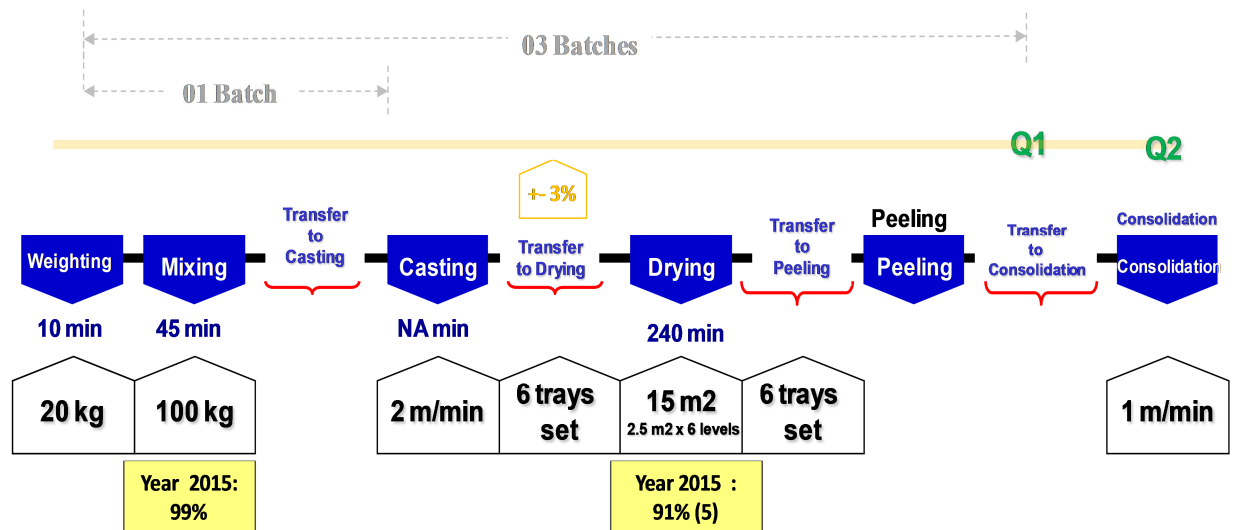 03 Batches
01 Batch
Q1
Q2
+- 3%
Transfer
to
Casting
Transfer
to Drying
Transfer
to
Peeling
Peeling
Transfer
to
Consolidation
Consolidation
Weighting
Mixing
Casting
Drying
Peeling
Consolidation
10 min
45 min
NA min
240 min
20 kg
100 kg
2 m/min
6 trays
set
15 m2
2.5 m2 x 6 levels
6 trays
set
1 m/min
Year 2015:
99%
Year 2015 :
91% (5)